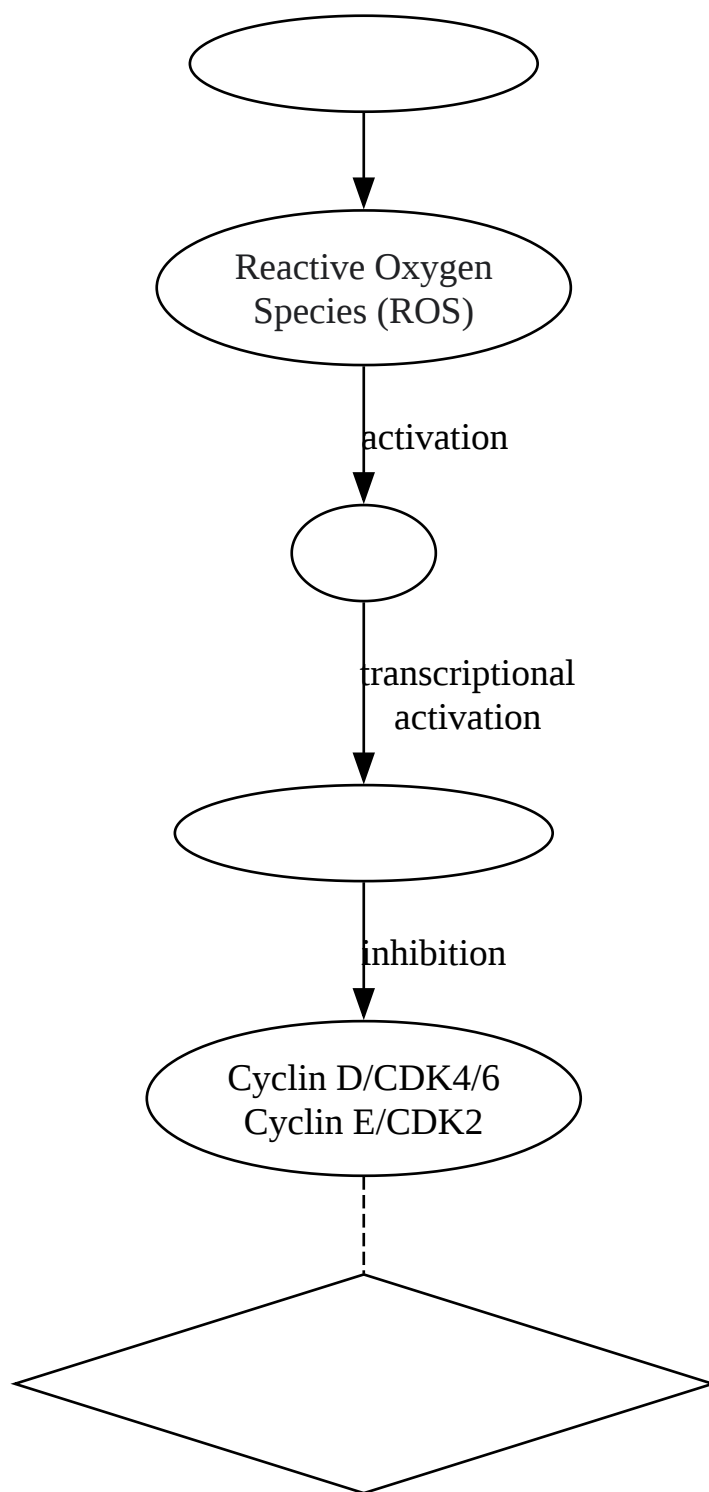 Reactive Oxygen
Species (ROS)
activation
transcriptional
activation
inhibition
Cyclin D/CDK4/6
Cyclin E/CDK2